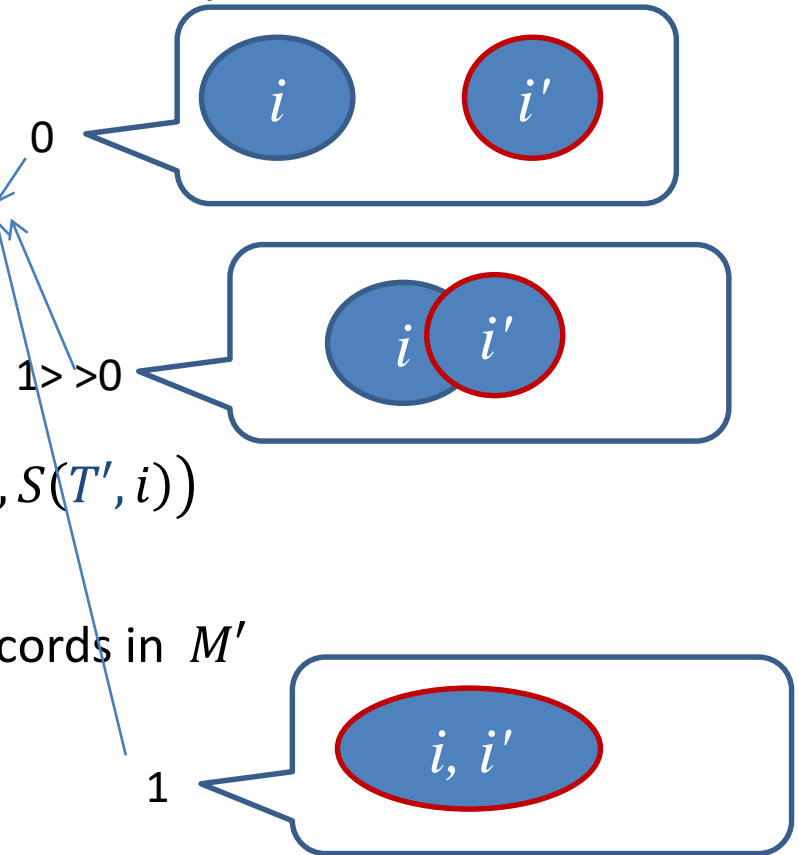 i i′
0
i i′
1> >0
, S(T′, i))
cords in M′
i, i′
1